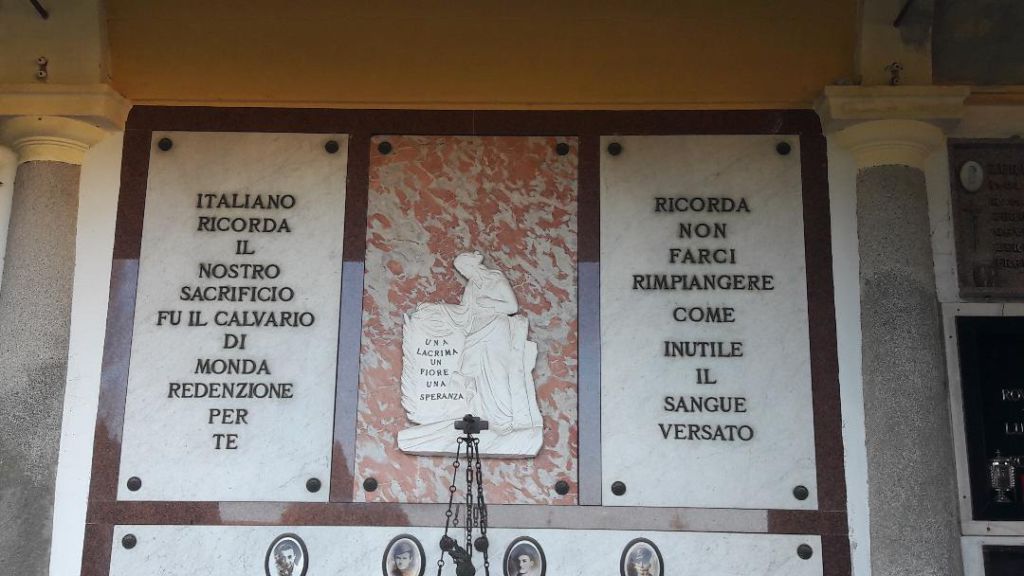 ITALIANO
RICORDA
IL
NOSTRO
SACRIFICIO
FU IL CALVARIO
DI
MONDA
REDENZIONE
PER
TE
UNA
LACRIMA
UN
FIORE
UNA
SPERANZA
RICORDA
NON
FARCI
RIMPIANGERE
COME
INUTILE
IL
SANGUE
VERSATO